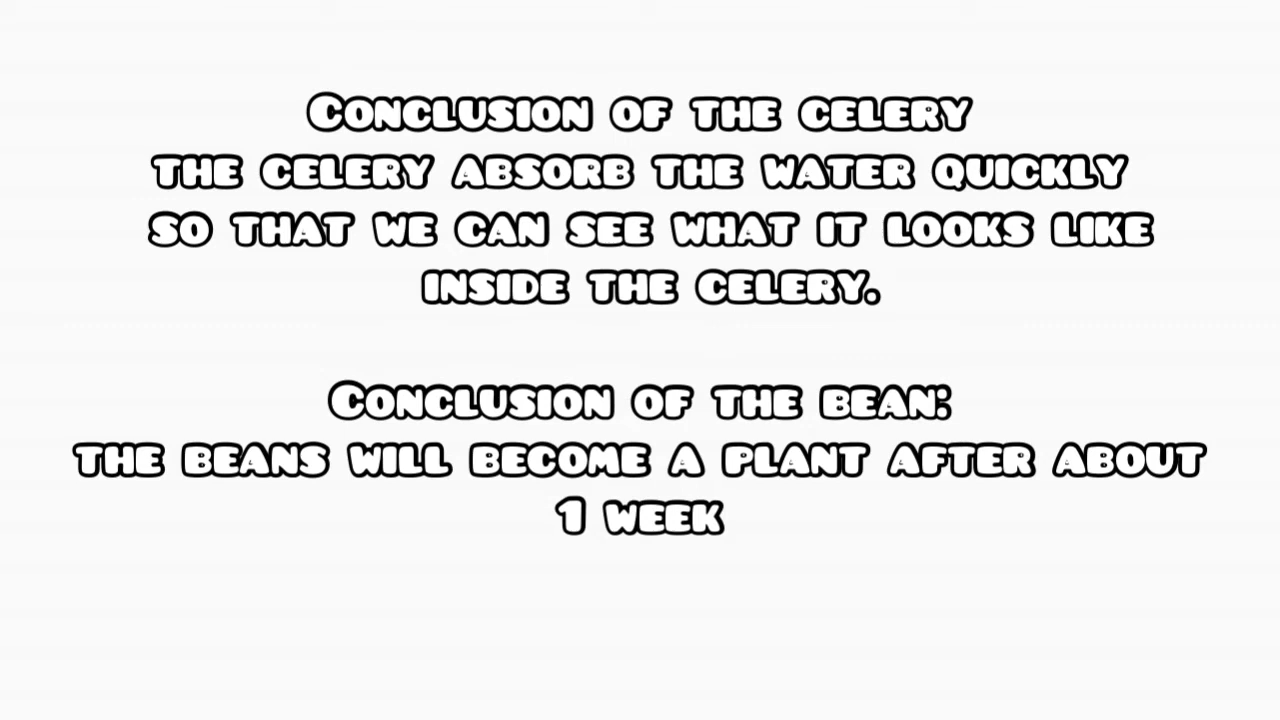 Conclusion of the celery
the celery absorb the water quickly
so that we can see what it looks like
inside the celery.
Conclusion of the bean:
the beans will become a plant after about
1 week